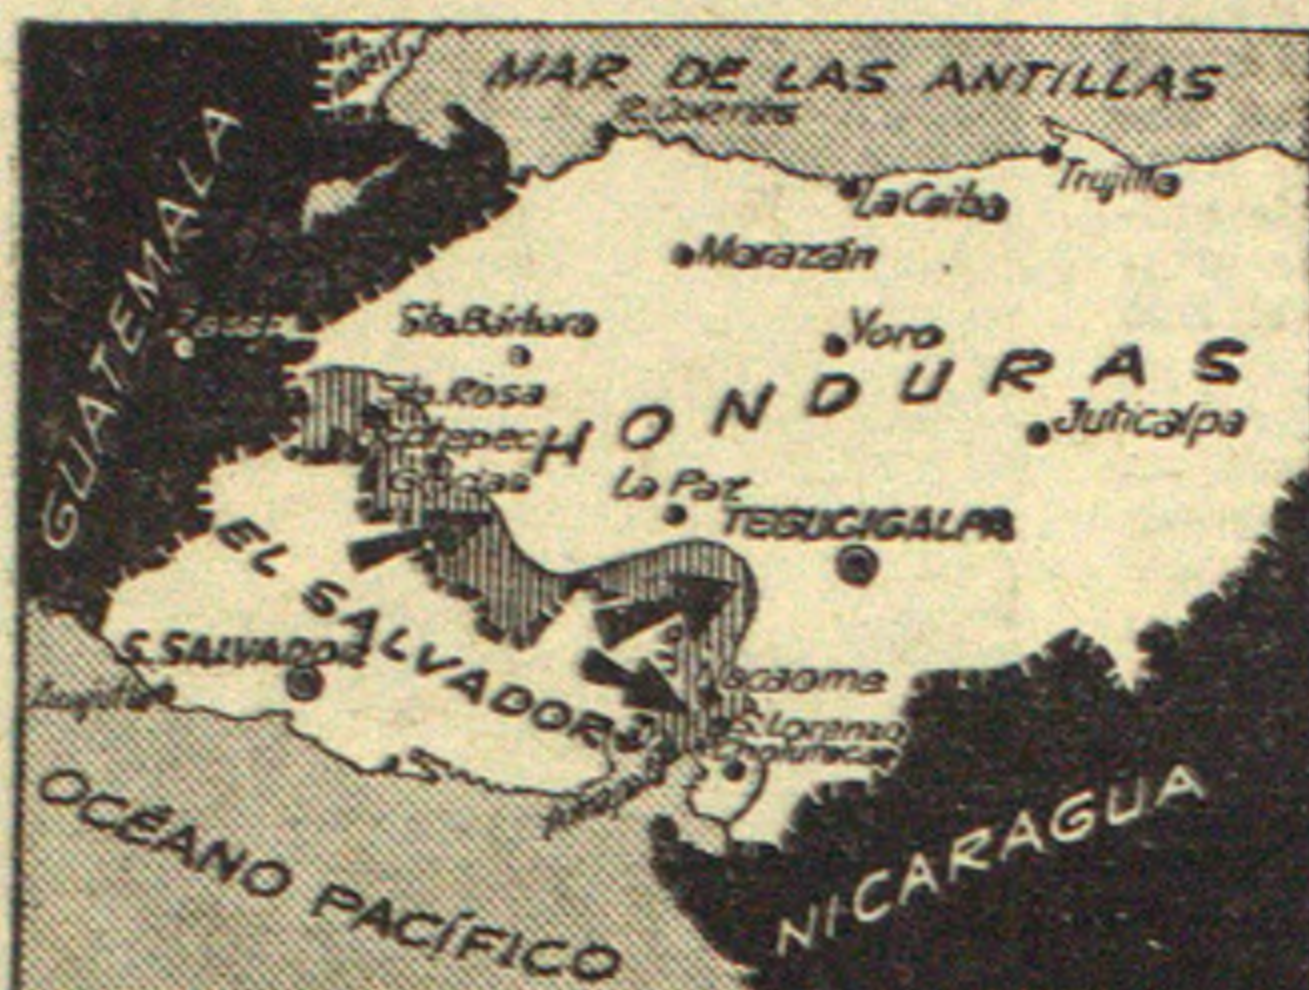 MAR DE LAS ANTILLAS
GUATEMALA
Trujillo
La Ceiba
Morazán
Sta.Bárbara
Yoro
HONDURAS
Sta.Rosa
Juticalpa
La Paz
TEGUCIGALPA
EL SALVADOR
S.SALVADOR
Nacaome
S.Lorenzo
Choluteca
OCÉANO PACÍFICO
NICARAGUA